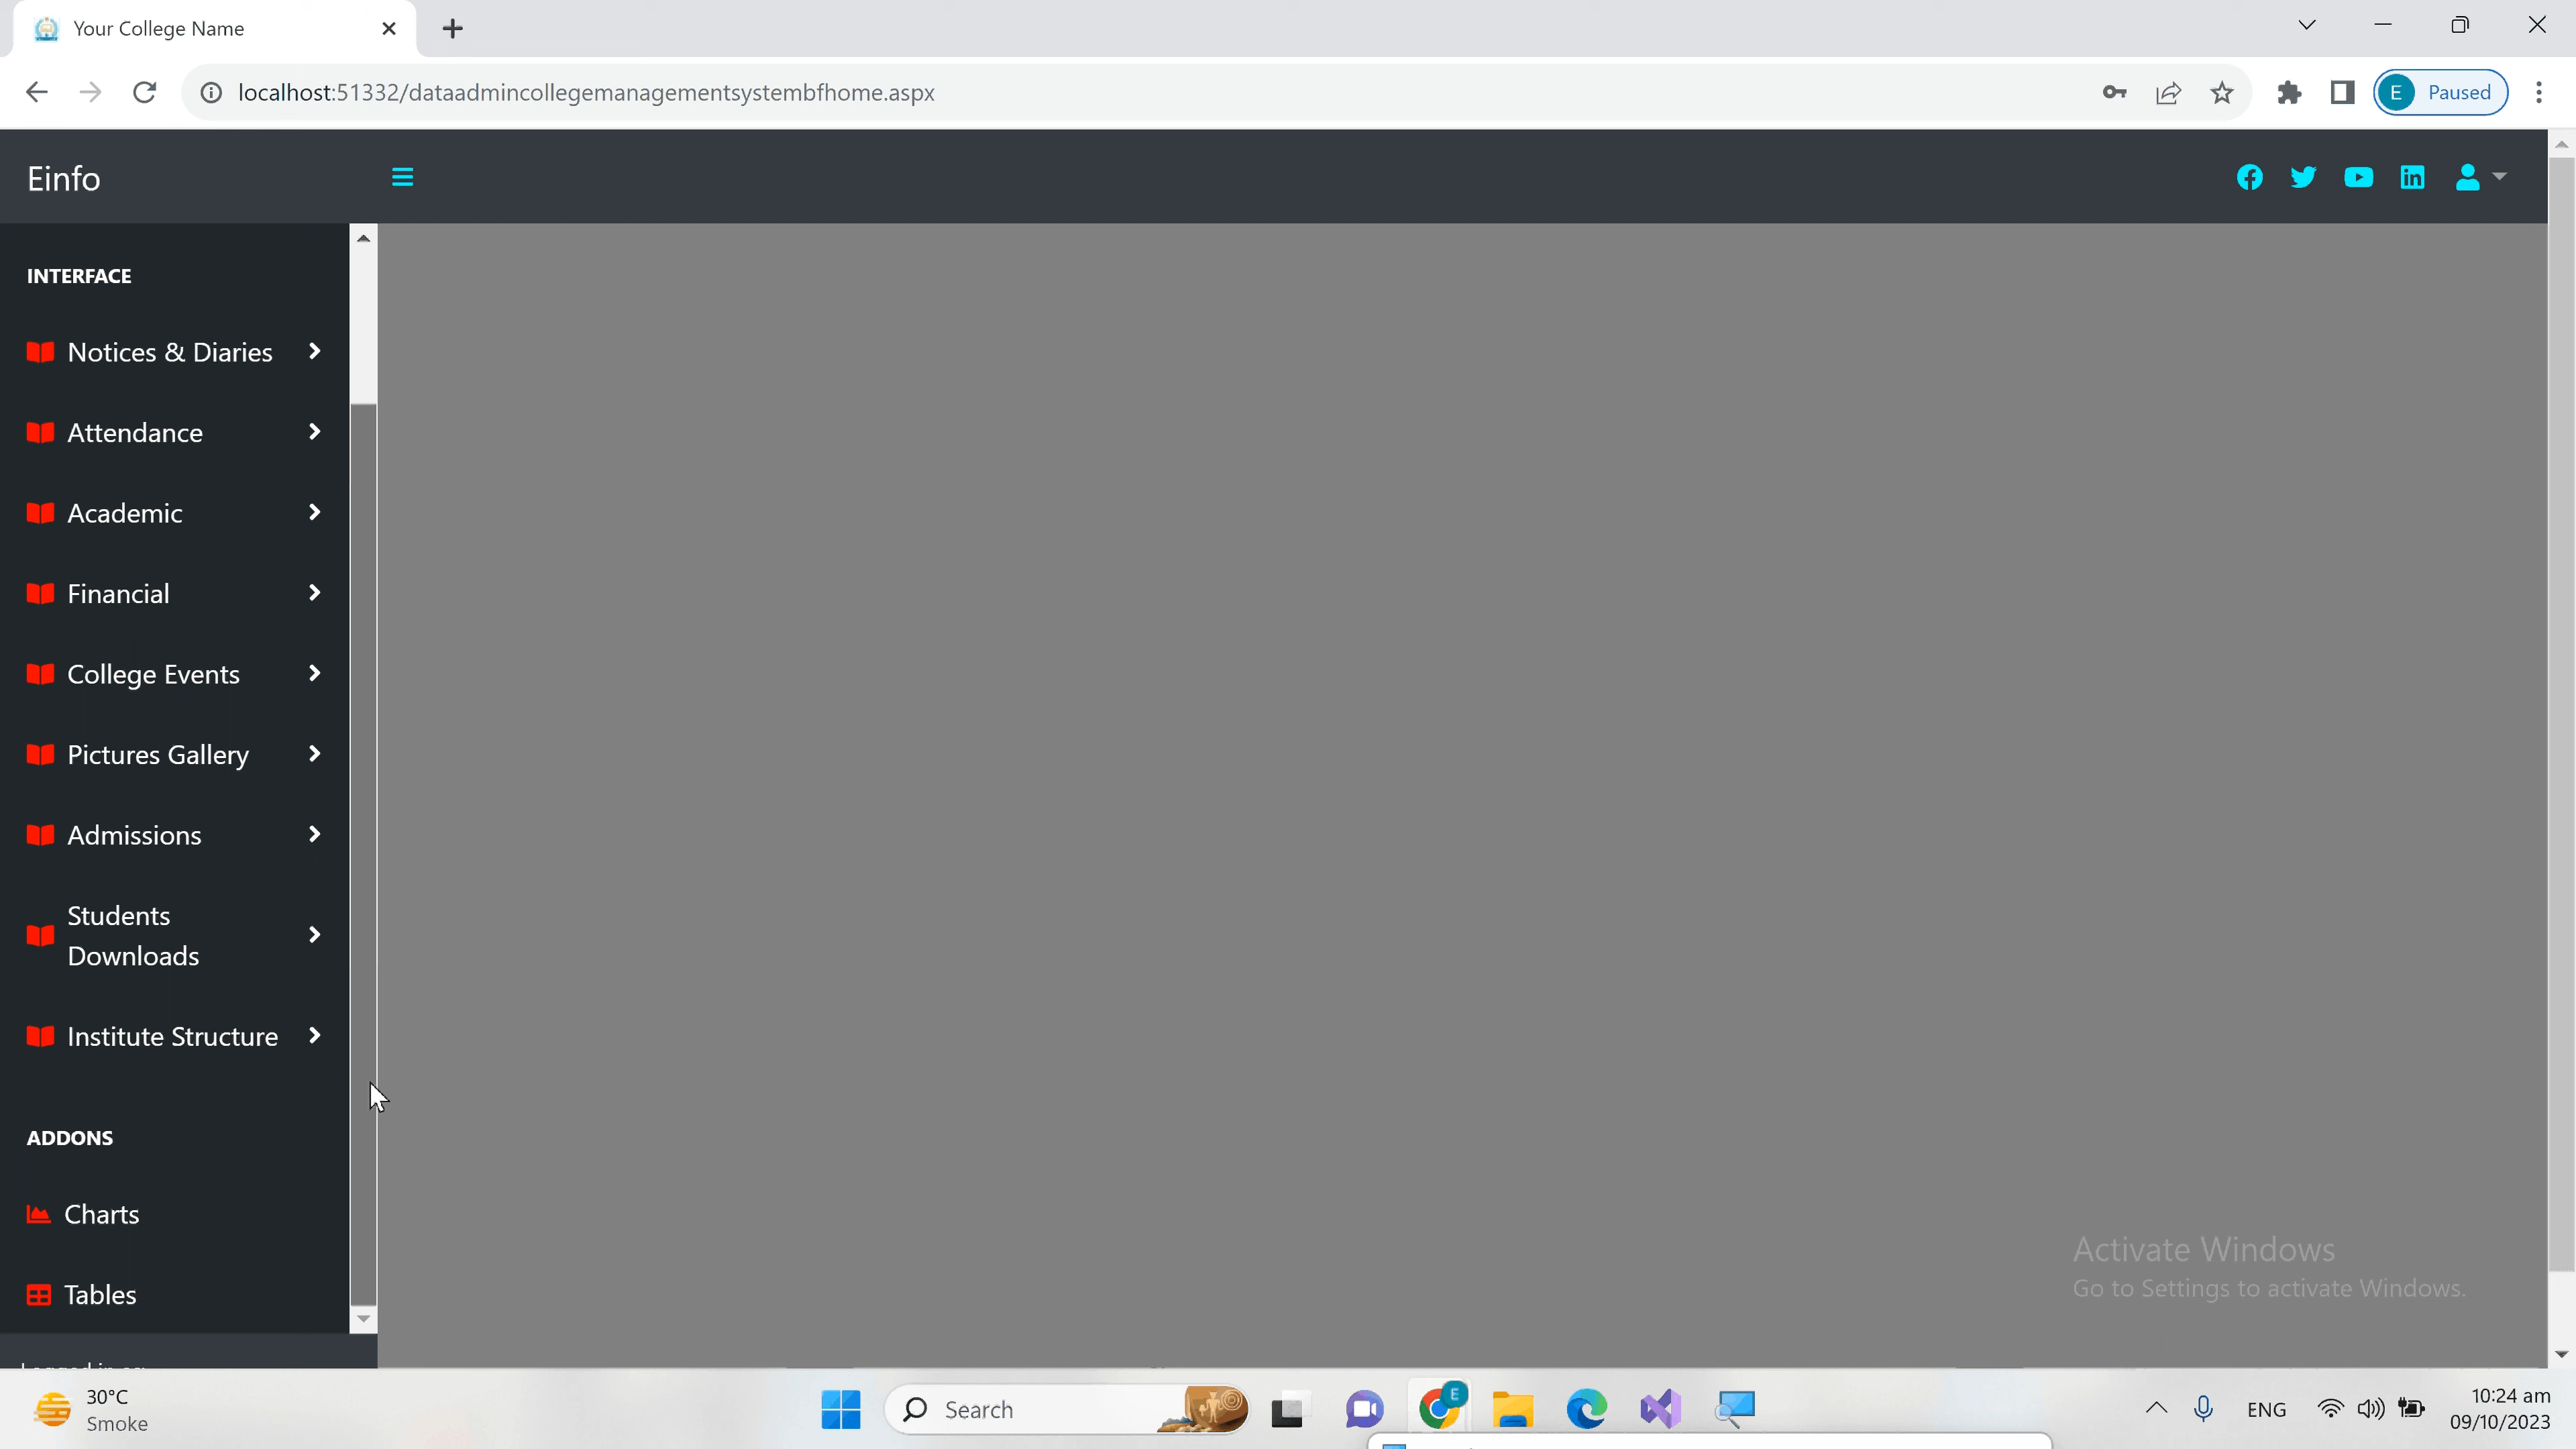 Your College Name
localhost:51332/dataadmincollegemanagementsystembfhome.aspx
E Paused
Einfo
INTERFACE
Notices & Diaries
Attendance
Academic
Financial
College Events
Pictures Gallery
Admissions
Students
Downloads
Institute Structure
ADDONS
Charts
Tables
Activate Windows
Go to Settings to activate Windows.
30°C
Smoke
Search
E
ENG
10:24 am
09/10/2023